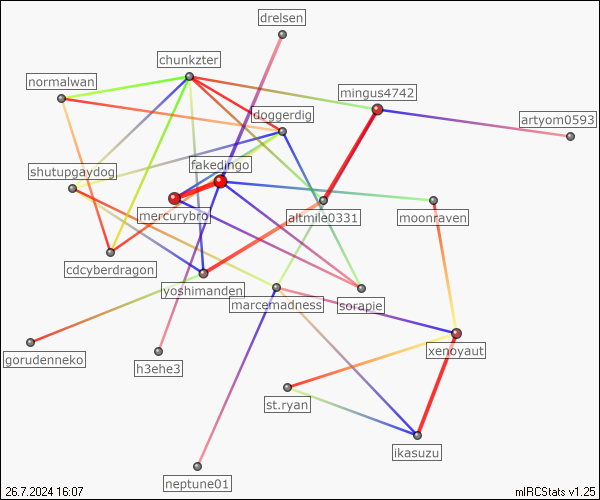 drelsen
chunkzter
normalwan
mingus4742
doggerdig
artyom0593
fakedingo
shutupgaydog
mercurybro
altmile0331
moonraven
cdcyberdragon
yoshimanden
marcemadness
sorapie
gorudenneko
h3ehe3
xenoyaut
st.ryan
ikasuzu
neptune01
26.7.2024 16:07
mIRCStats v1.25